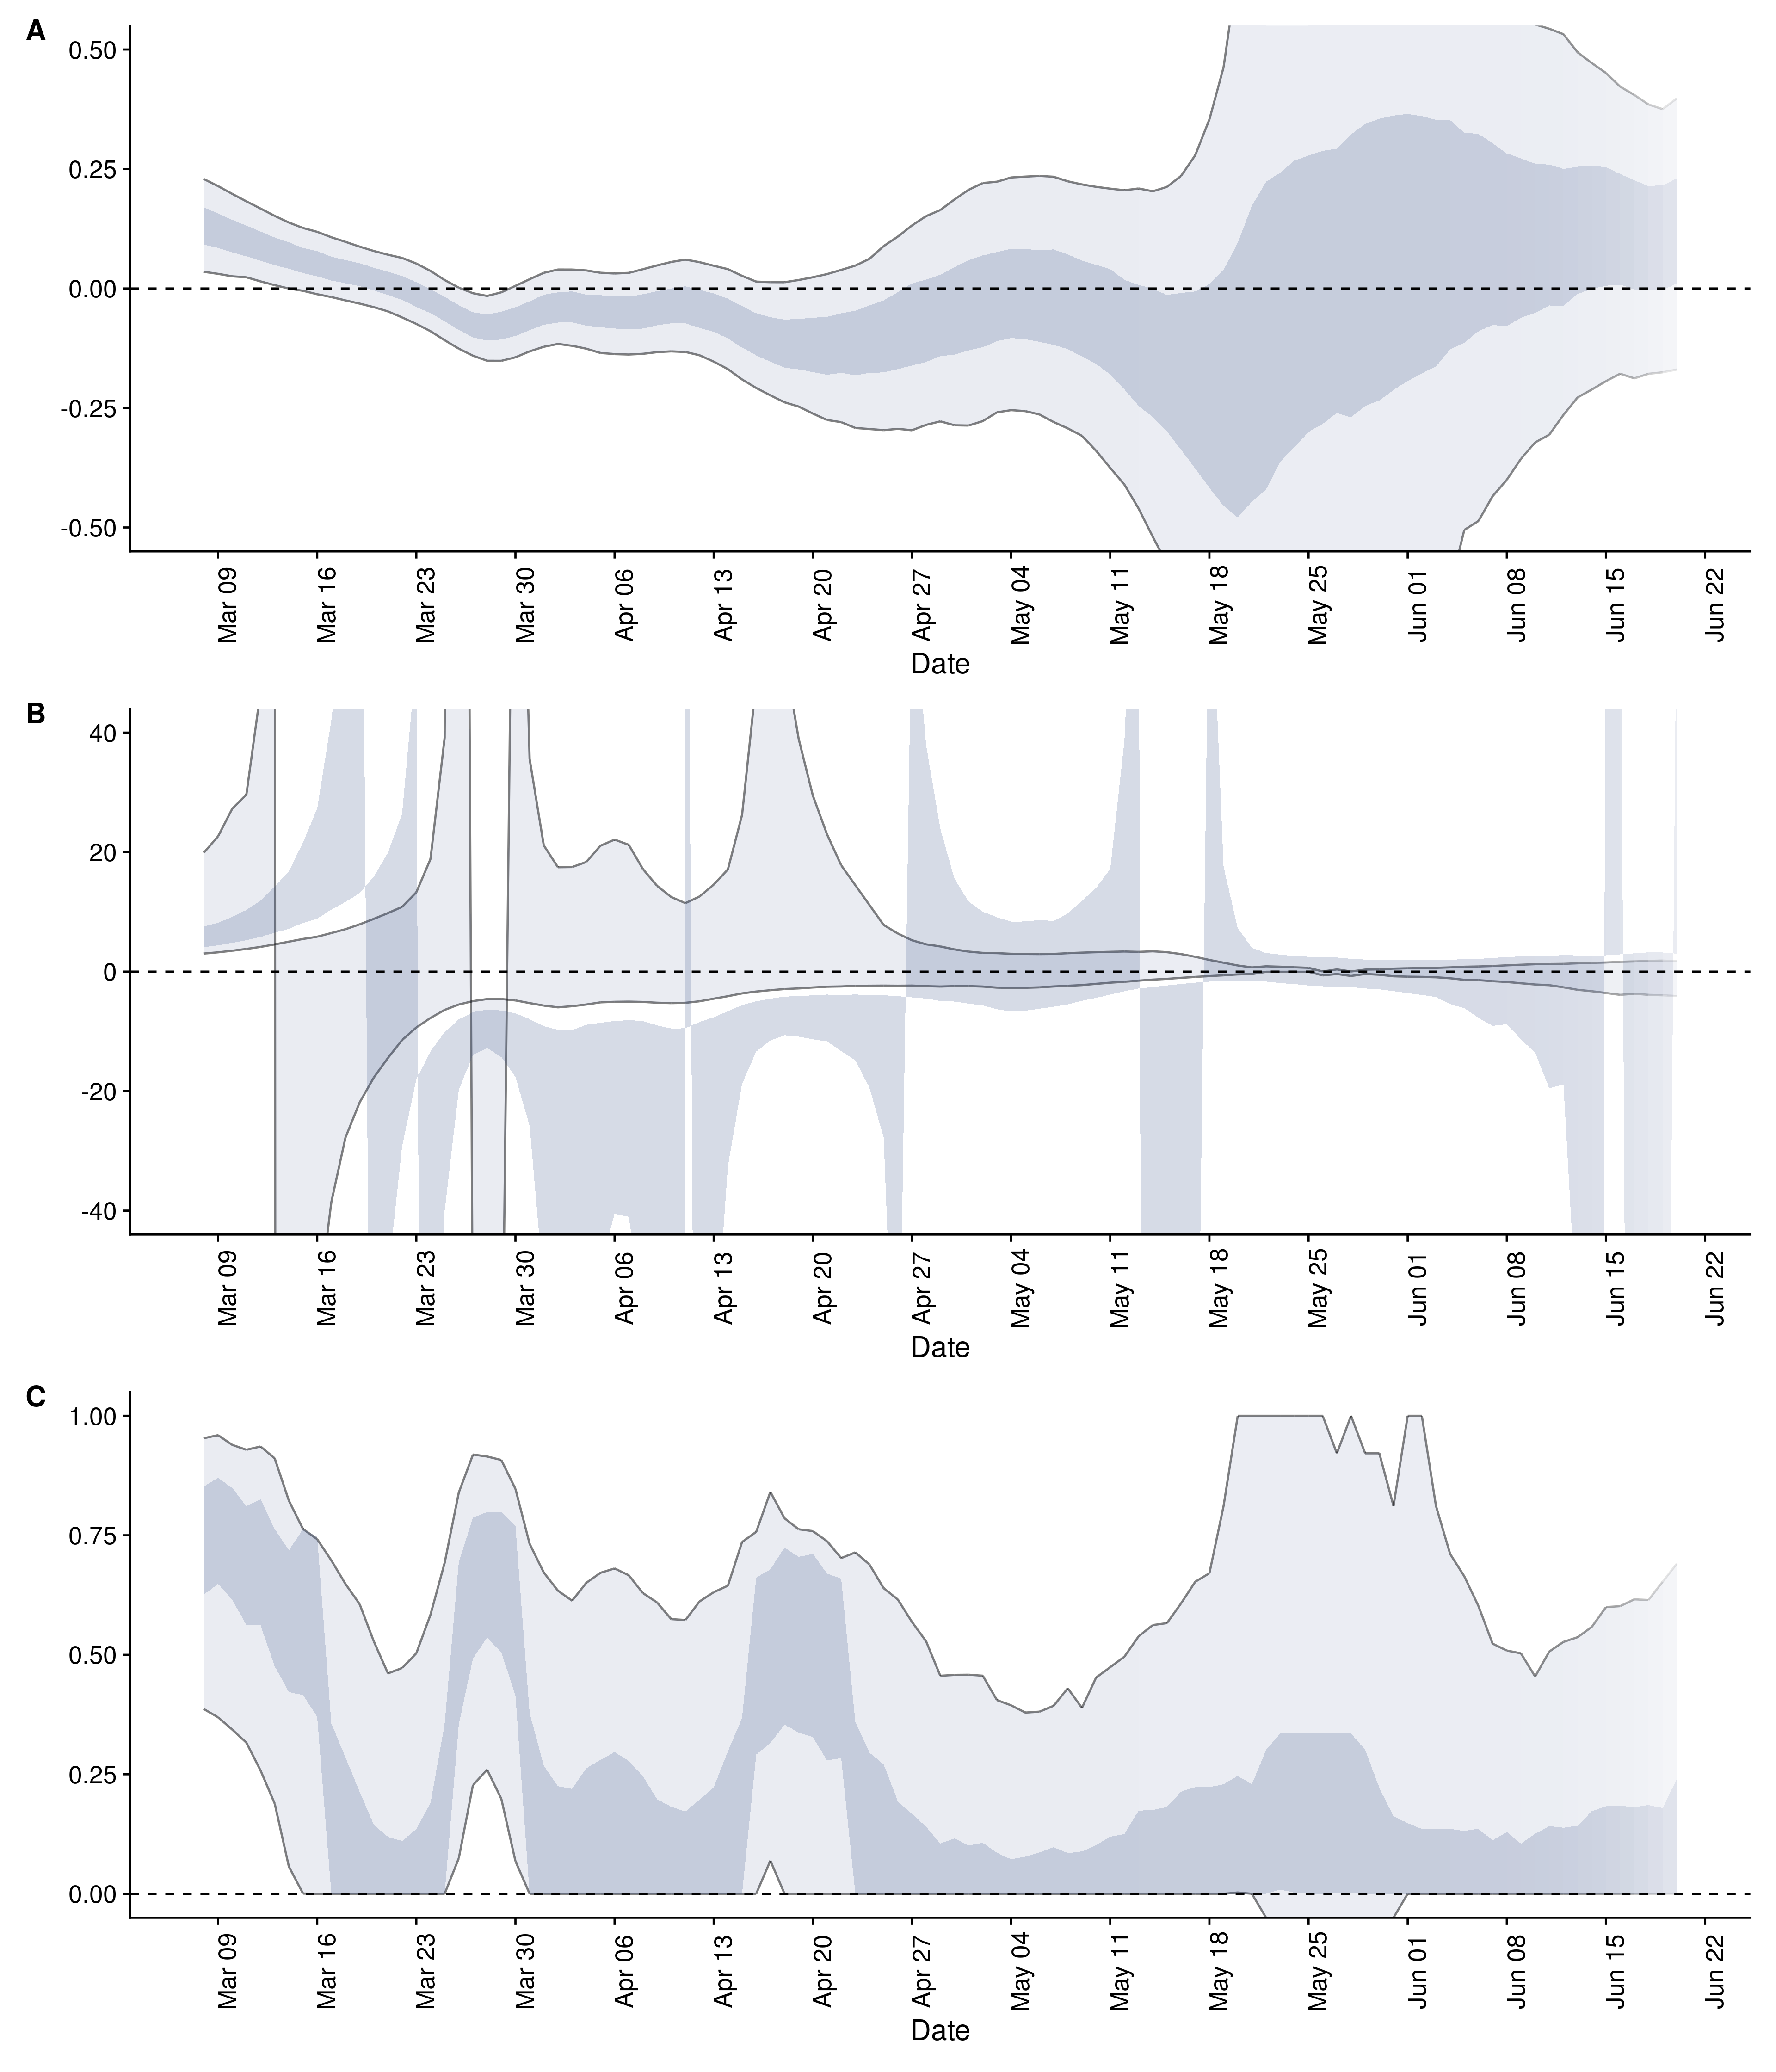 A
0.50
0.25
0.00
-0.25
-0.50
Mar 09
Mar 16
Mar 23
Mar 30
Apr 06
Apr 13
Apr 20
Apr 27
May 04
May 11
May 18
May 25
Jun 01
Jun 08
Jun 15
Jun 22
Date
B
40
20
0
-20
-40
Mar 09
Mar 16
Mar 23
Mar 30
Apr 06
Apr 13
Apr 20
Apr 27
May 04
May 11
May 18
May 25
Jun 01
Jun 08
Jun 15
Jun 22
Date
C
1.00
0.75
0.50
0.25
0.00
Mar 09
Mar 16
Mar 23
Mar 30
Apr 06
Apr 13
Apr 20
Apr 27
May 04
May 11
May 18
May 25
Jun 01
Jun 08
Jun 15
Jun 22
Date